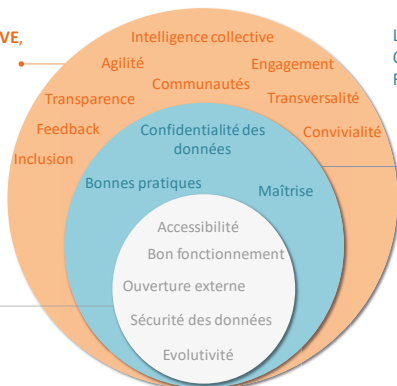 VE,
Intelligence collective
Agilité
Engagement
Communautés
Transparence
Transversalité
Feedback
Convivialité
Inclusion
Confidentialité des
données
Bonnes pratiques
Maîtrise
Accessibilité
Bon fonctionnement
Ouverture externe
Sécurité des données
Evolutivité